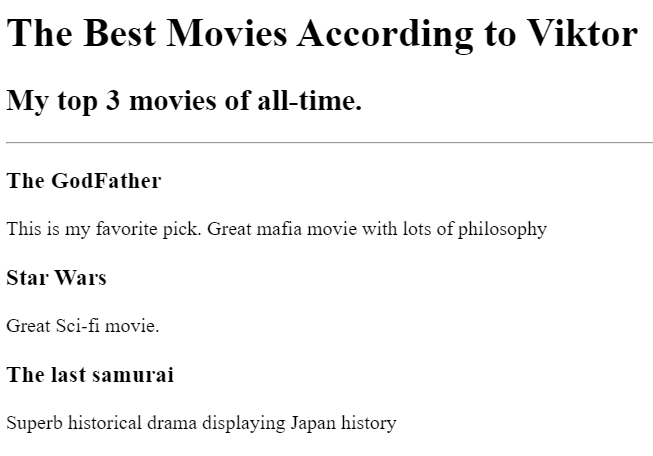 The Best Movies According to Viktor
My top 3 movies of all-time.
The GodFather
This is my favorite pick. Great mafia movie with lots of philosophy
Star Wars
Great Sci-fi movie.
The last samurai
Superb historical drama displaying Japan history